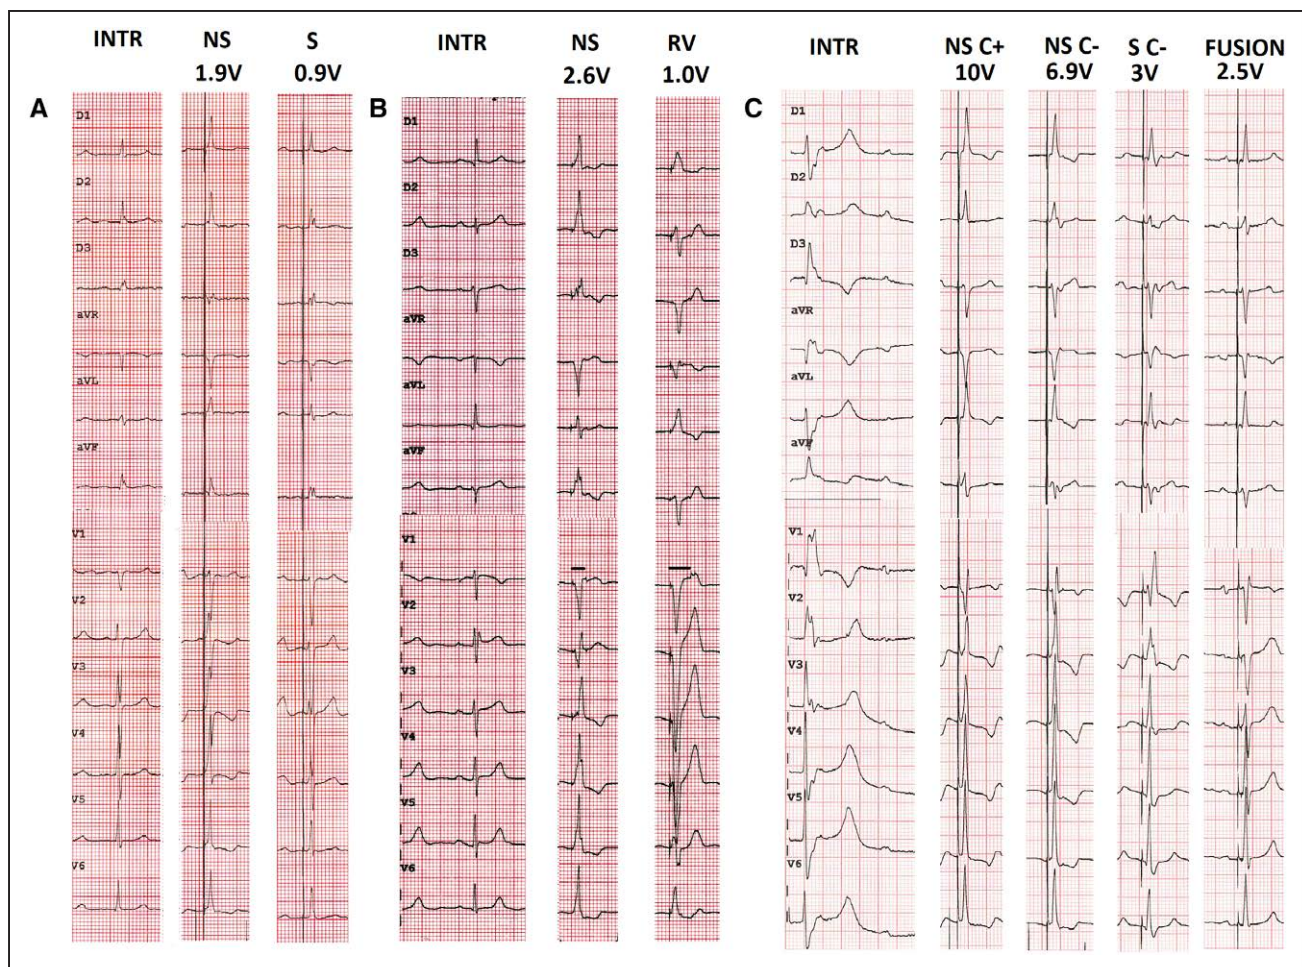 A
INTR
NS
1.9V
S
0.9V
D1
D2
D3
aVR
aVL
aVF
V1
V2
V3
V4
V5
V6
B
INTR
NS
2.6V
RV
1.0V
D1
D2
D3
aVR
aVL
aVF
V1
V2
V3
V4
V5
V6
C
INTR
NS C+
10V
NS C-
6.9V
S C-
3V
FUSION
2.5V
D1
D2
D3
aVR
aVL
aVF
V1
V2
V3
V4
V5
V6